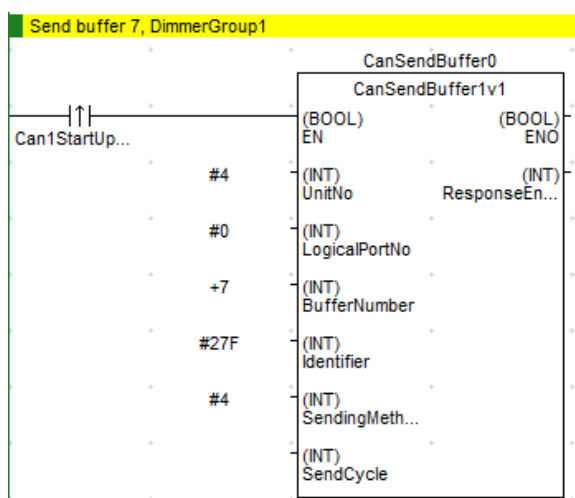 Send buffer 7, DimmerGroup1
CanSendBuffer0
CanSendBuffer1v1
(BOOL) (BOOL)
EN ENO
Can1StartUp...
#4 (INT) (INT)
UnitNo ResponseEn...
#0 (INT)
LogicalPortNo
+7 (INT)
BufferNumber
#27F (INT)
Identifier
#4 (INT)
SendingMeth...
(INT)
SendCycle